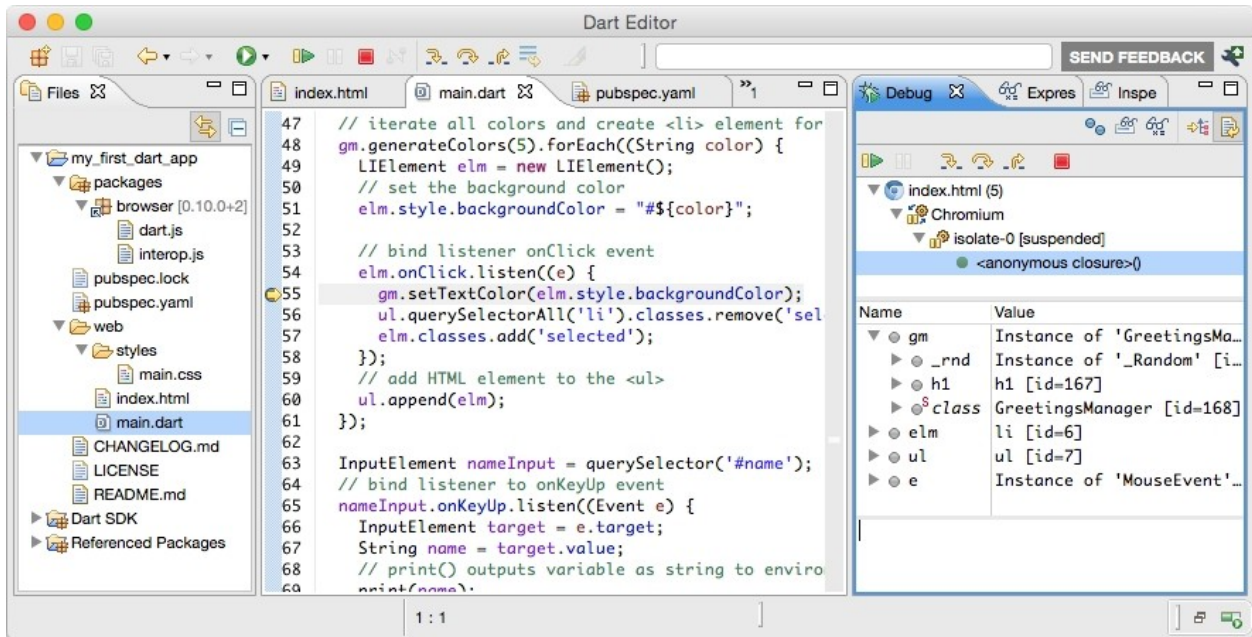 Dart Editor
SEND FEEDBACK
Files
my_first_dart_app
packages
browser [0.10.0+2]
dart.js
interop.js
pubspec.lock
pubspec.yaml
web
styles
main.css
index.html
main.dart
CHANGELOG.md
LICENSE
README.md
Dart SDK
Referenced Packages
index.html main.dart pubspec.yaml »1
47 // iterate all colors and create <li> element for
48 gm.generateColors(5).forEach((String color) {
49 LIElement elm = new LIElement();
50 // set the background color
51 elm.style.backgroundColor = "#${color}";
52
53 // bind listener onClick event
54 elm.onClick.listen((e) {
55 gm.setTextColor(elm.style.backgroundColor);
56 ul.querySelectorAll('li').classes.remove('sel
57 elm.classes.add('selected');
58 });
59 // add HTML element to the <ul>
60 ul.append(elm);
61 });
62
63 InputElement nameInput = querySelector('#name');
64 // bind listener to onKeyUp event
65 nameInput.onKeyUp.listen((Event e) {
66 InputElement target = e.target;
67 String name = target.value;
68 // print() outputs variable as string to enviro
69 print(name);
1 : 1
Debug Expres Inspe
index.html (5)
Chromium
isolate-0 [suspended]
<anonymous closure>()
Name Value
gm Instance of 'GreetingsMa...
_rnd Instance of '_Random' [i...
h1 h1 [id=167]
S class GreetingsManager [id=168]
elm li [id=6]
ul ul [id=7]
e Instance of 'MouseEvent'...